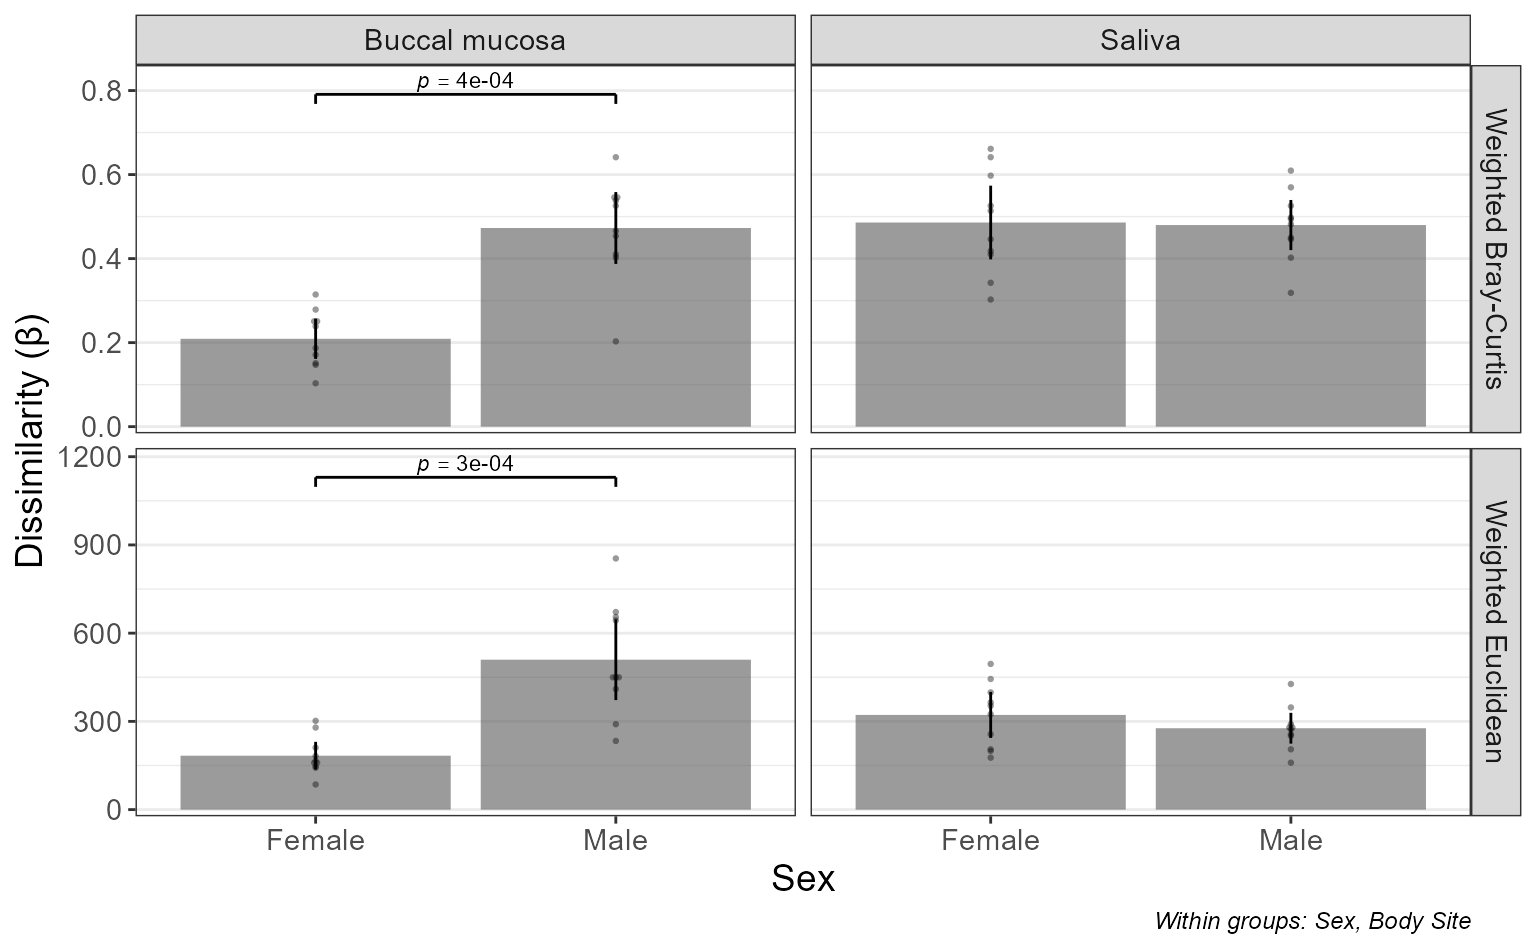 Buccal mucosa
Saliva
p = 4e-04
0.8
0.6
0.4
0.2
0.0
Weighted Bray-Curtis
p = 3e-04
1200
900
600
300
0
Weighted Euclidean
Dissimilarity (β)
Female
Male
Female
Male
Sex
Within groups: Sex, Body Site